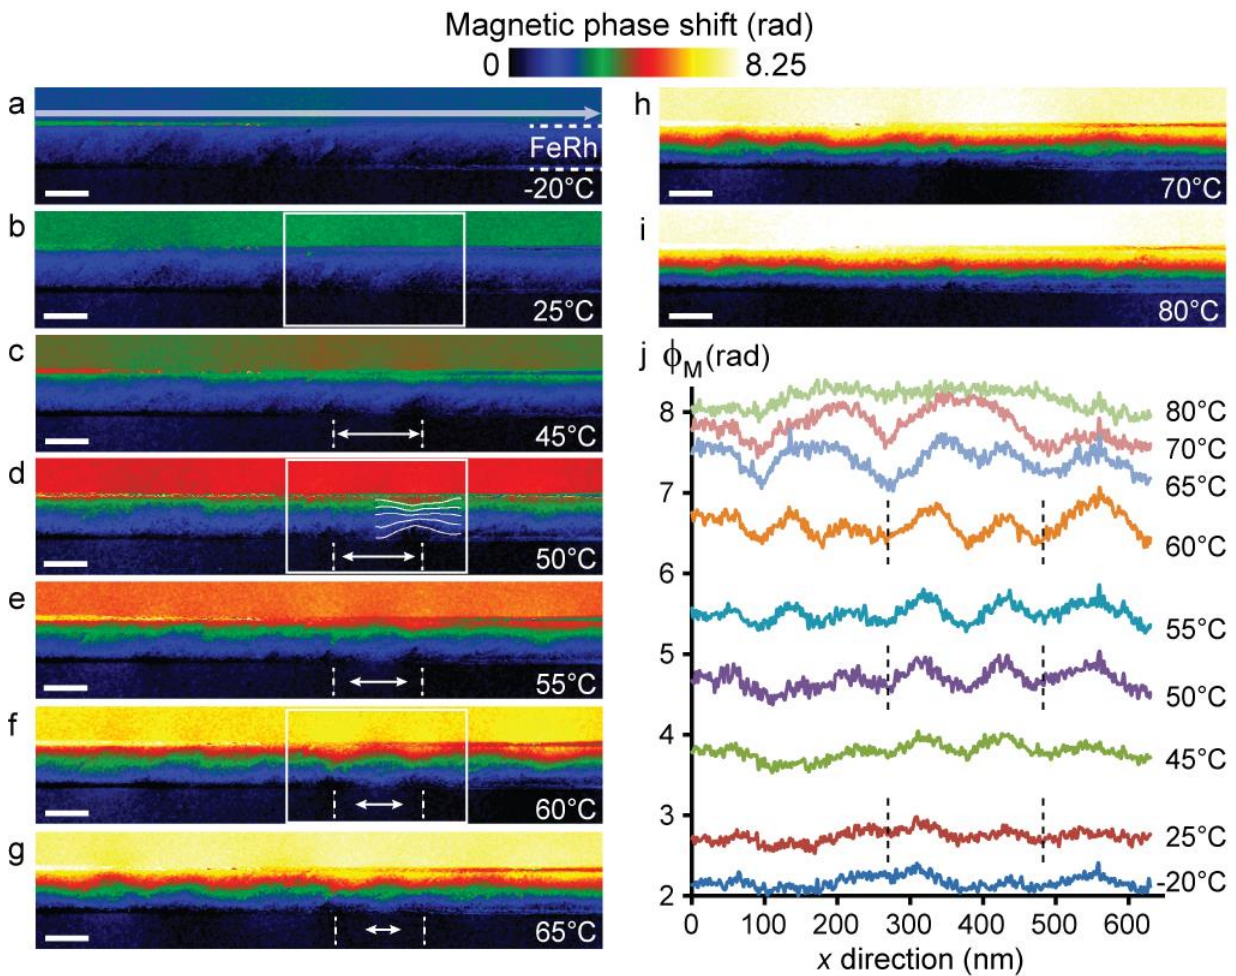 Magnetic phase shift (rad)
0 8.25
a
FeRh
-20°C
b
25°C
c
45°C
d
50°C
e
55°C
f
60°C
g
65°C
h
70°C
i
80°C
j ϕM (rad)
8
7
6
5
4
3
2
80°C
70°C
65°C
60°C
55°C
50°C
45°C
25°C
-20°C
0 100 200 300 400 500 600
x direction (nm)